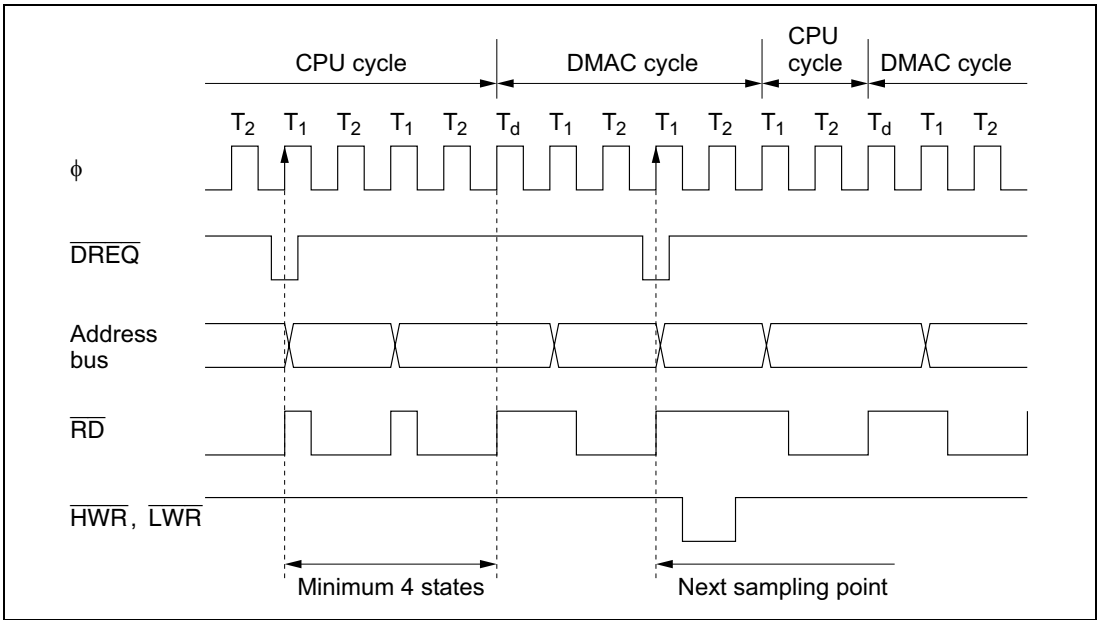 CPU cycle DMAC cycle CPU cycle DMAC cycle
T2 T1 T2 T1 T2 Td T1 T2 T1 T2 T1 T2 Td T1 T2
ϕ
DREQ
Address
bus
RD
HWR, LWR
Minimum 4 states Next sampling point